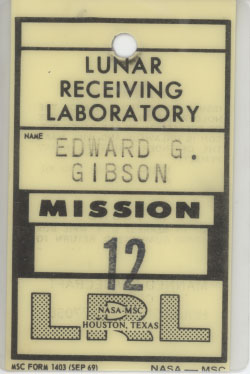 LUNAR
RECEIVING
LABORATORY
NAME
EDWARD G.
GIBSON
MISSION
12
LRL
NASA-MSC
HOUSTON, TEXAS
MSC FORM 1403 (SEP 69)
NASA — MSC